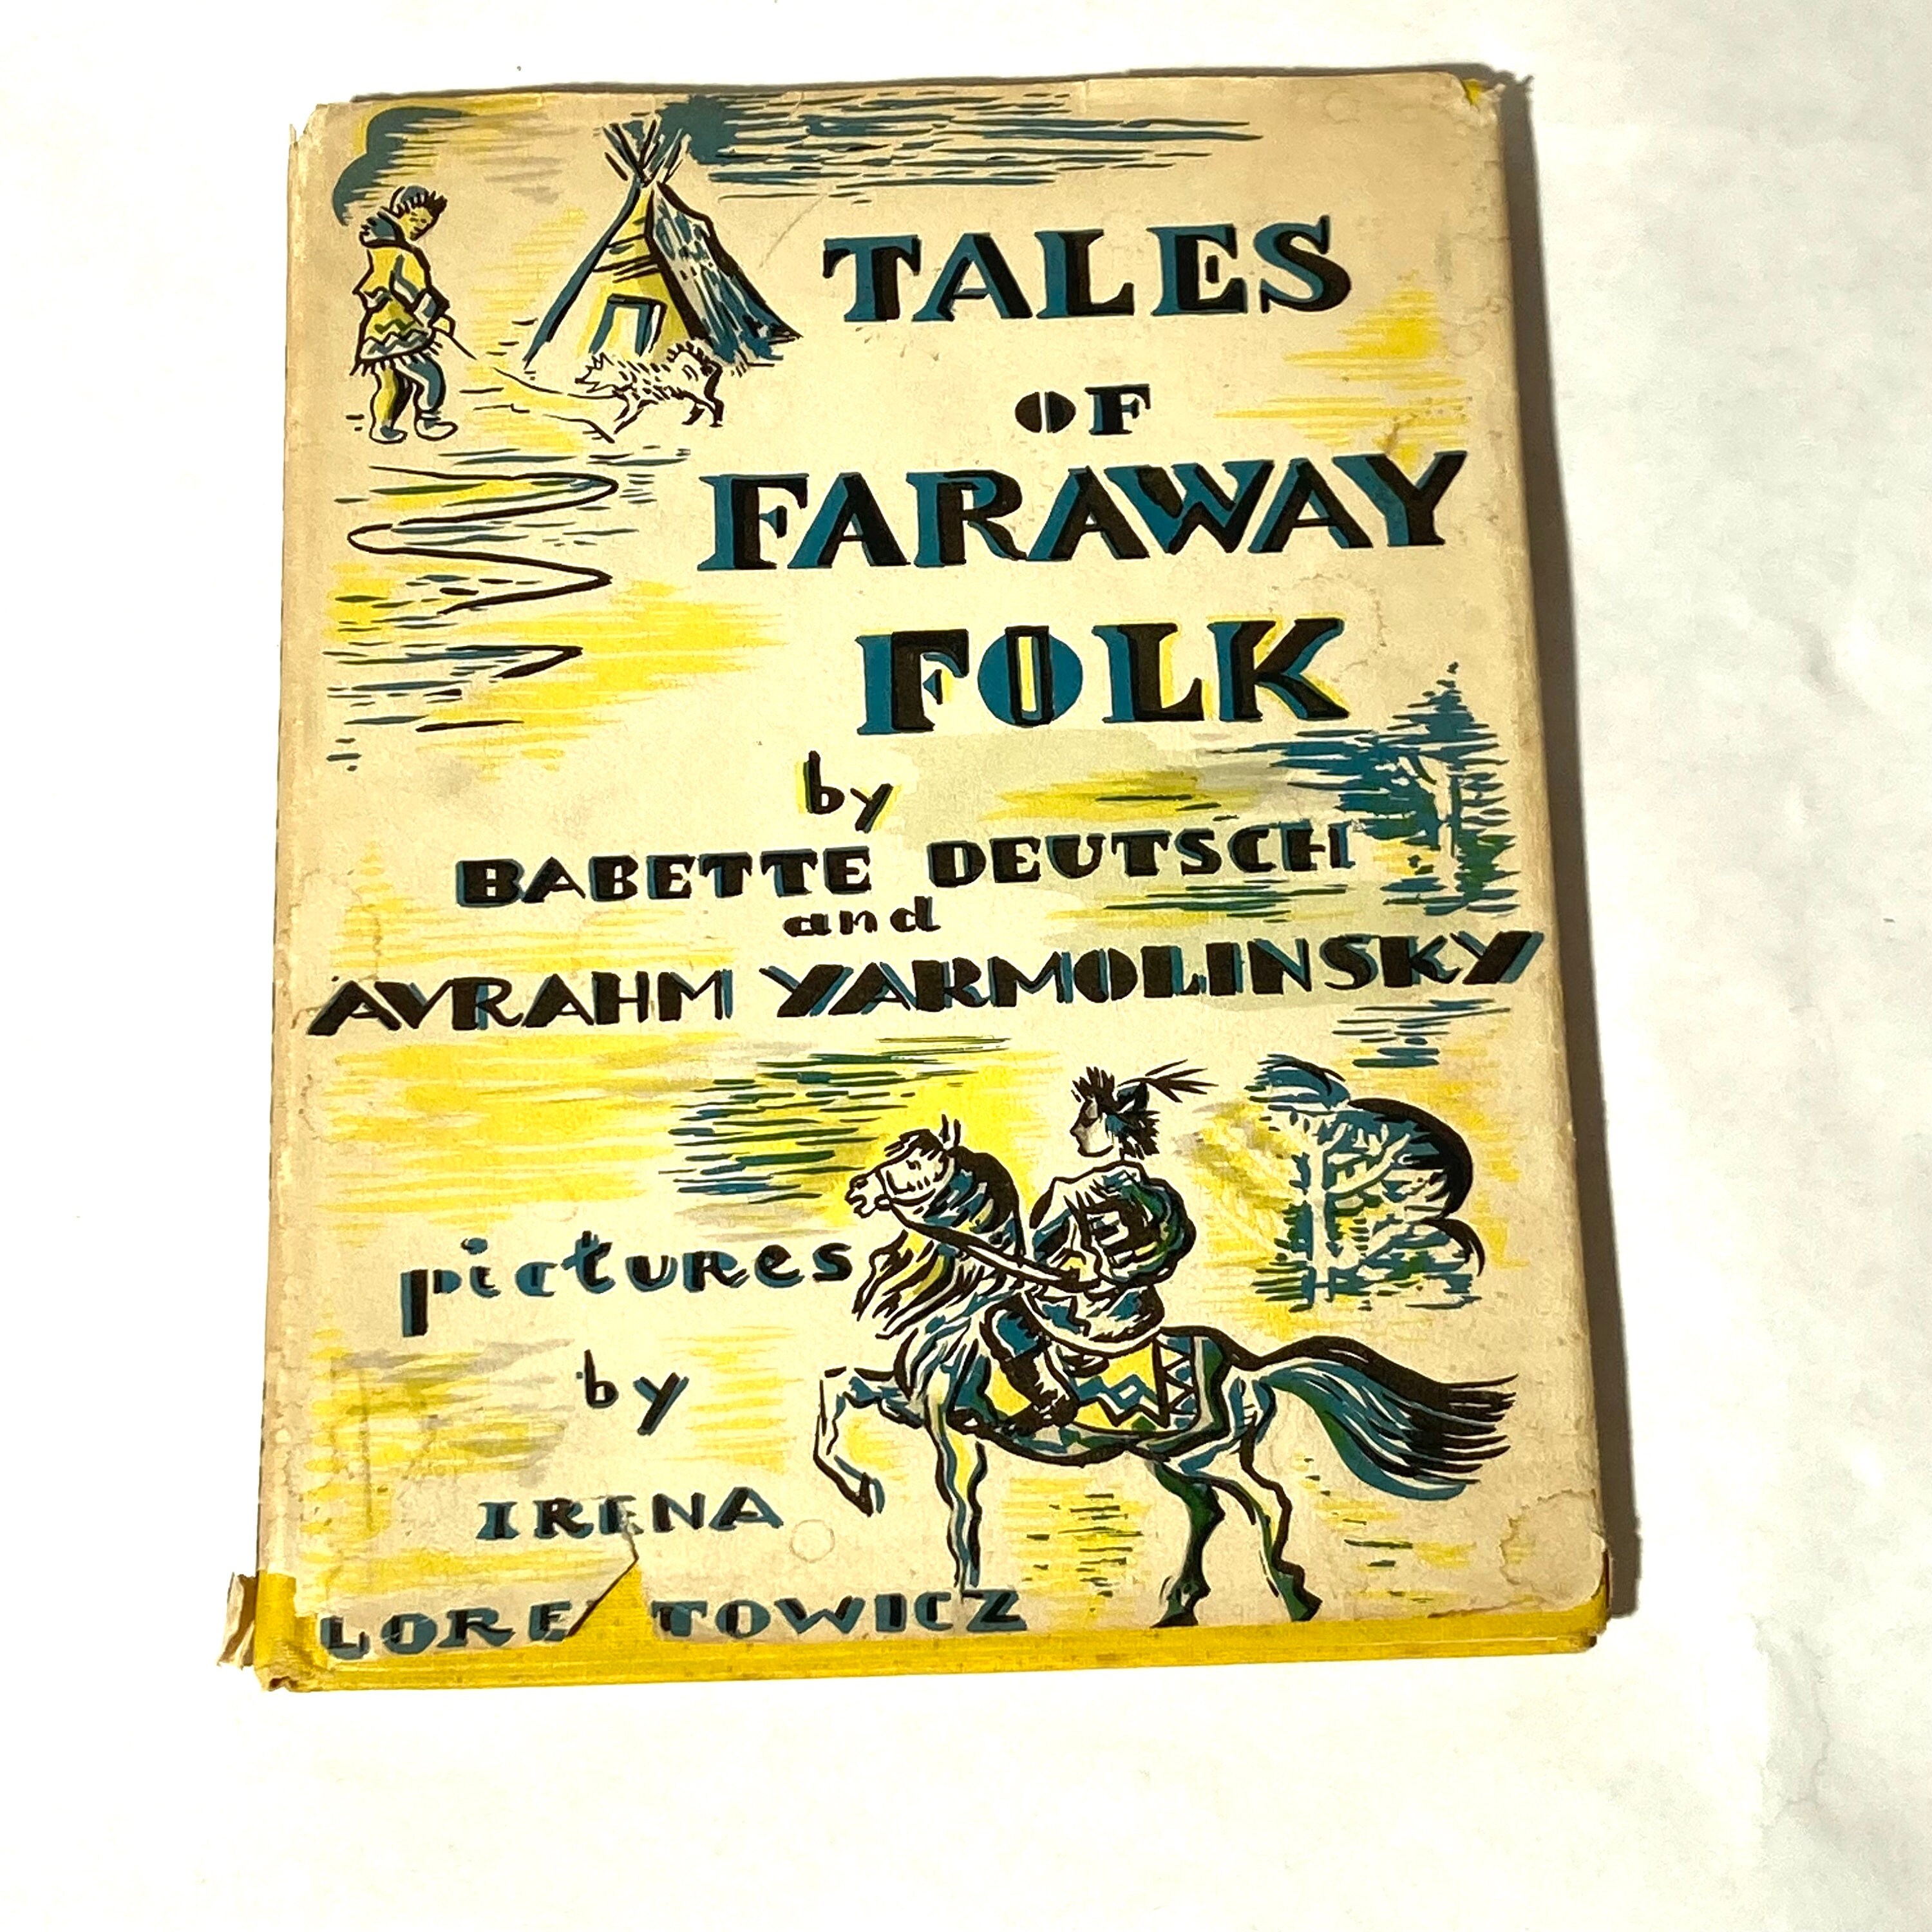 TALES
OF
FARAWAY
FOLK
by
BABETTE DEUTSCH
and
AVRAHM YARMOLINSKY
pictures
by
IRENA
LORE TOWICZ